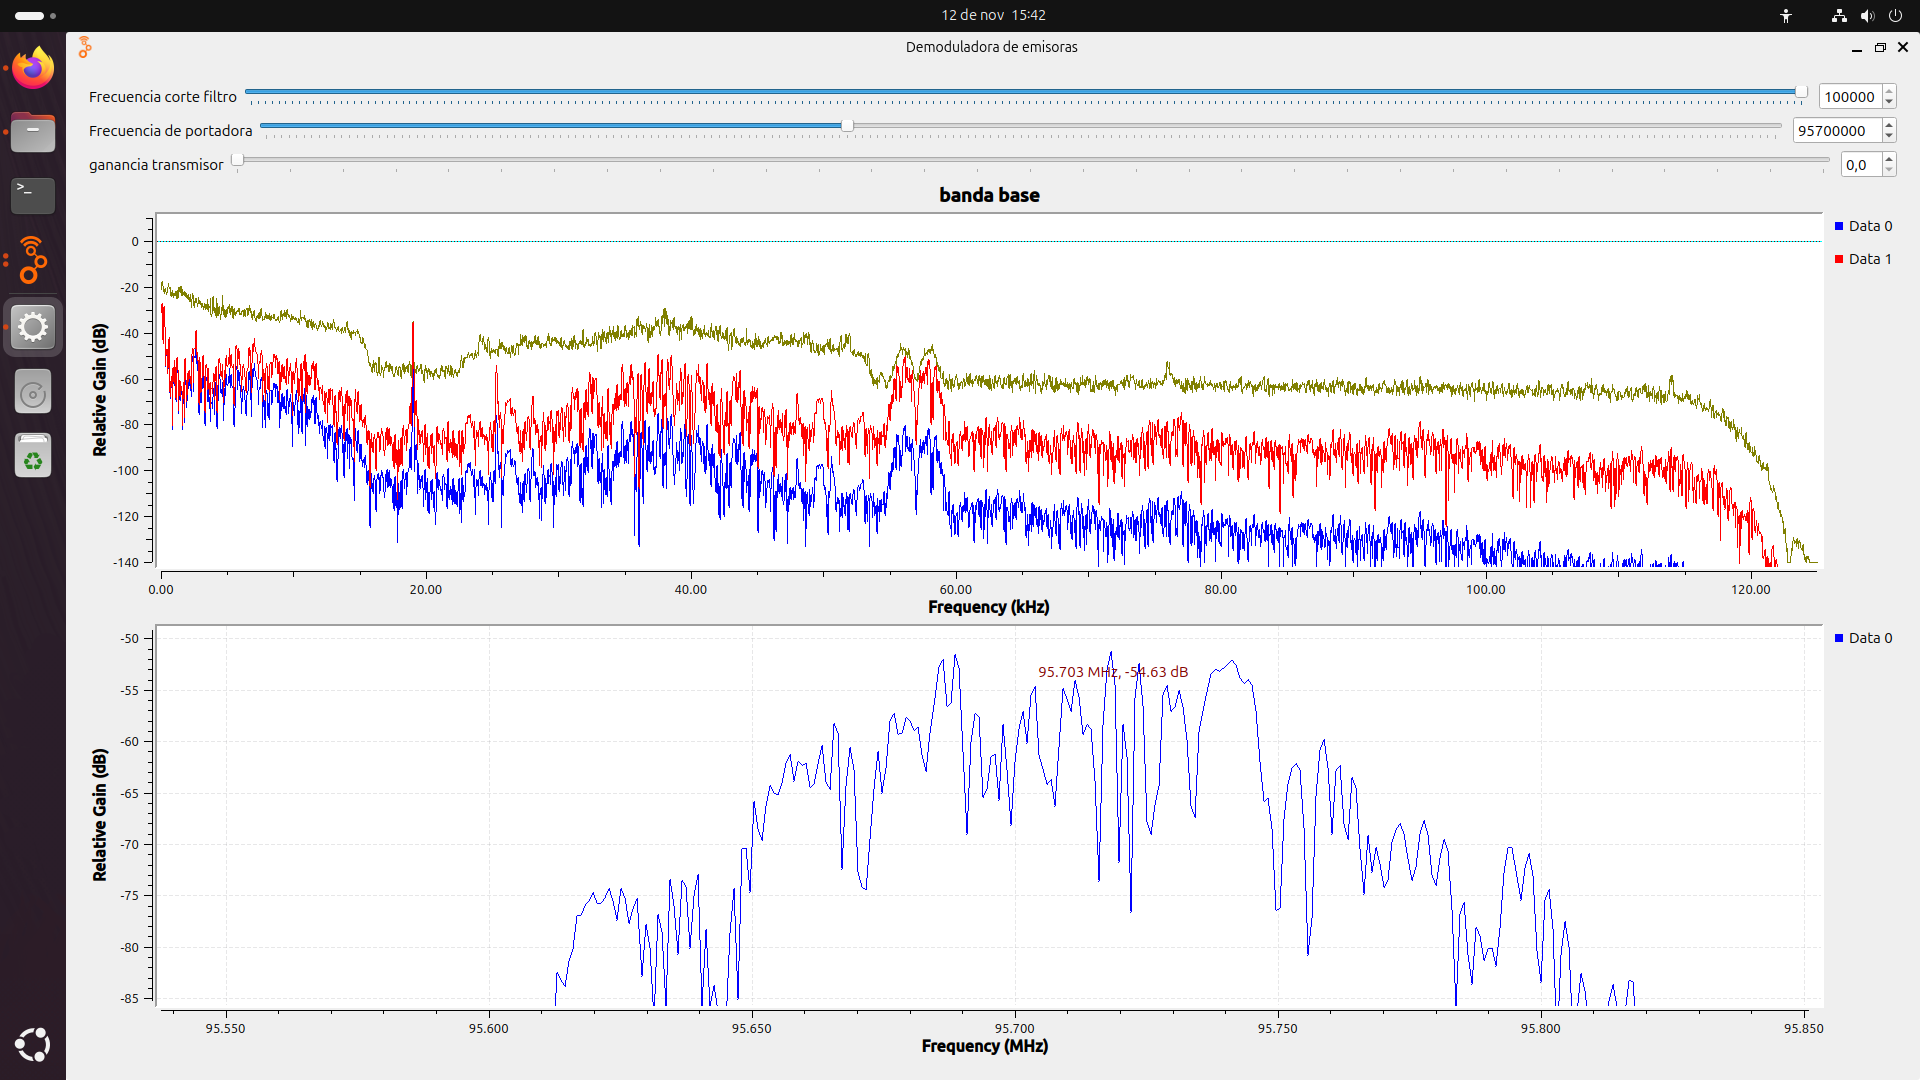 12 de nov 15:42
Demoduladora de emisoras
Frecuencia corte filtro 100000
Frecuencia de portadora 95700000
ganancia transmisor 0,0
banda base
Data 0
Data 1
Relative Gain (dB)
0
-20
-40
-60
-80
-100
-120
-140
0.00 20.00 40.00 60.00 80.00 100.00 120.00
Frequency (kHz)
Data 0
95.703 MHz, -54.63 dB
Relative Gain (dB)
-50
-55
-60
-65
-70
-75
-80
-85
95.550 95.600 95.650 95.700 95.750 95.800 95.850
Frequency (MHz)
>_